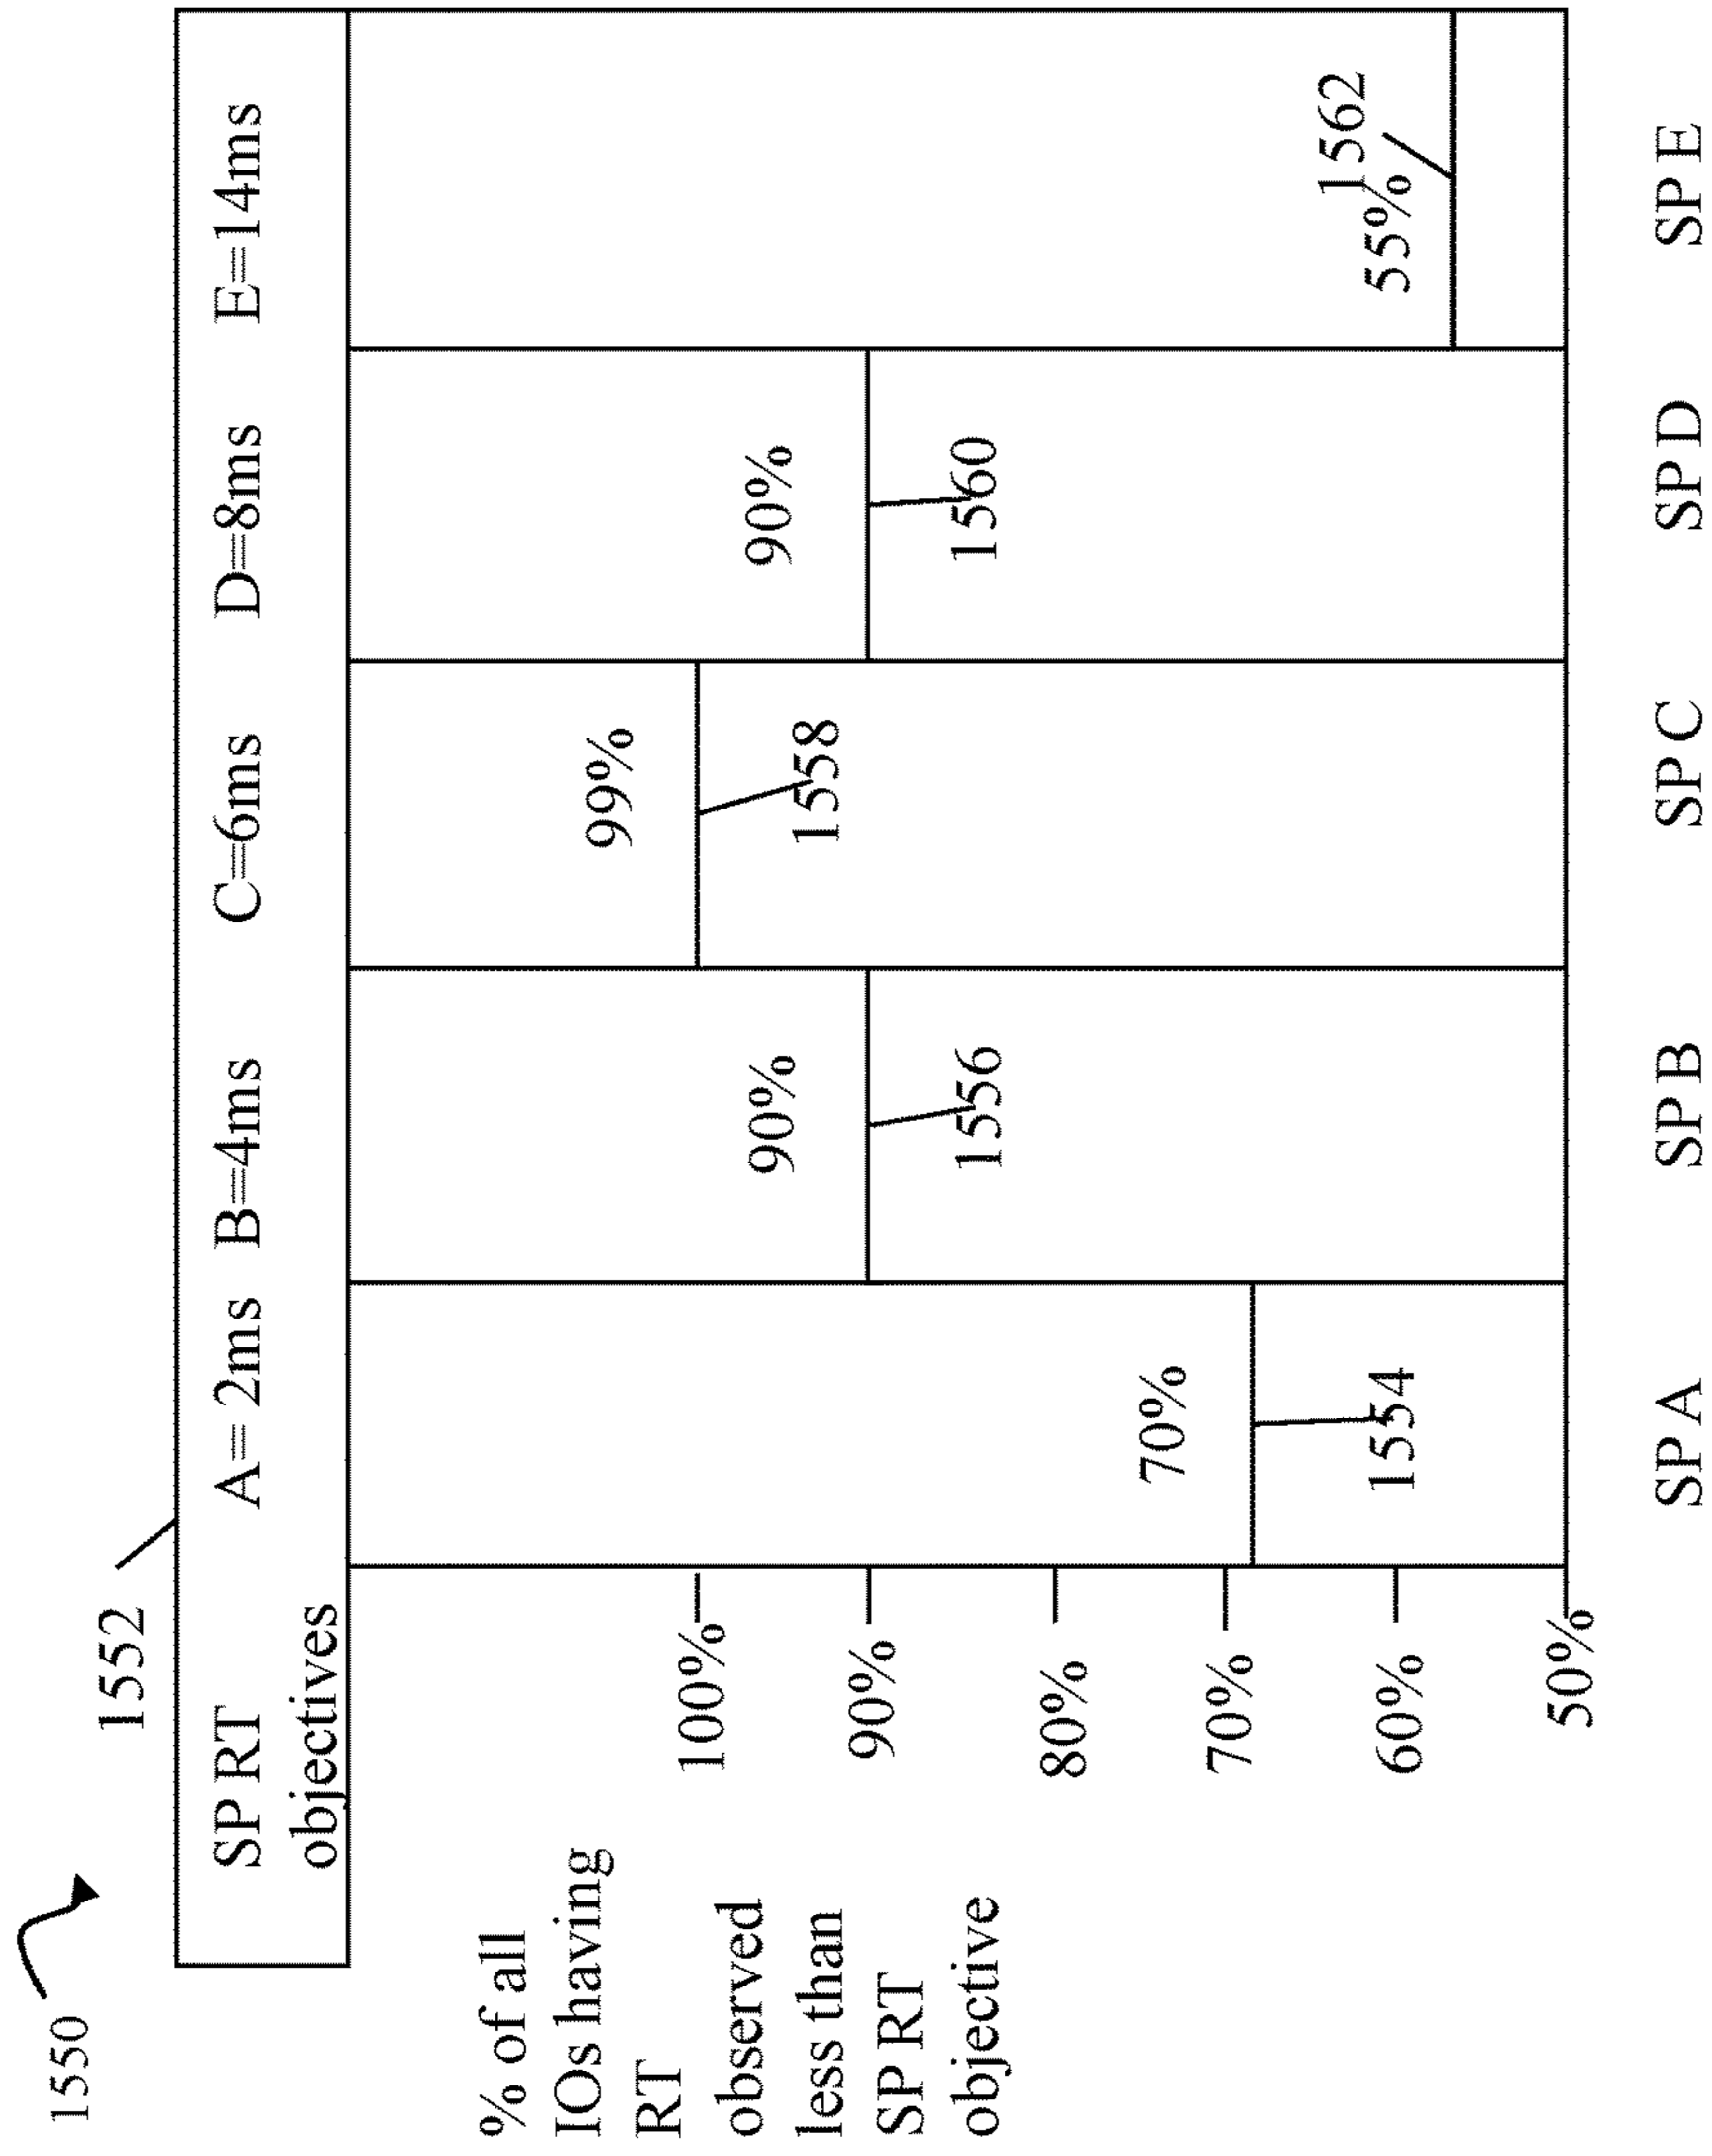 1550
1552
SP RT
objectives
A= 2ms B=4ms C=6ms D=8ms E=14ms
% of all
IOs having
RT
observed
less than
SP RT
objective
100%
90%
80%
70%
60%
50%
70%
1554
90%
1556
99%
1558
90%
1560
1562
55%
SP A SP B SP C SP D SP E